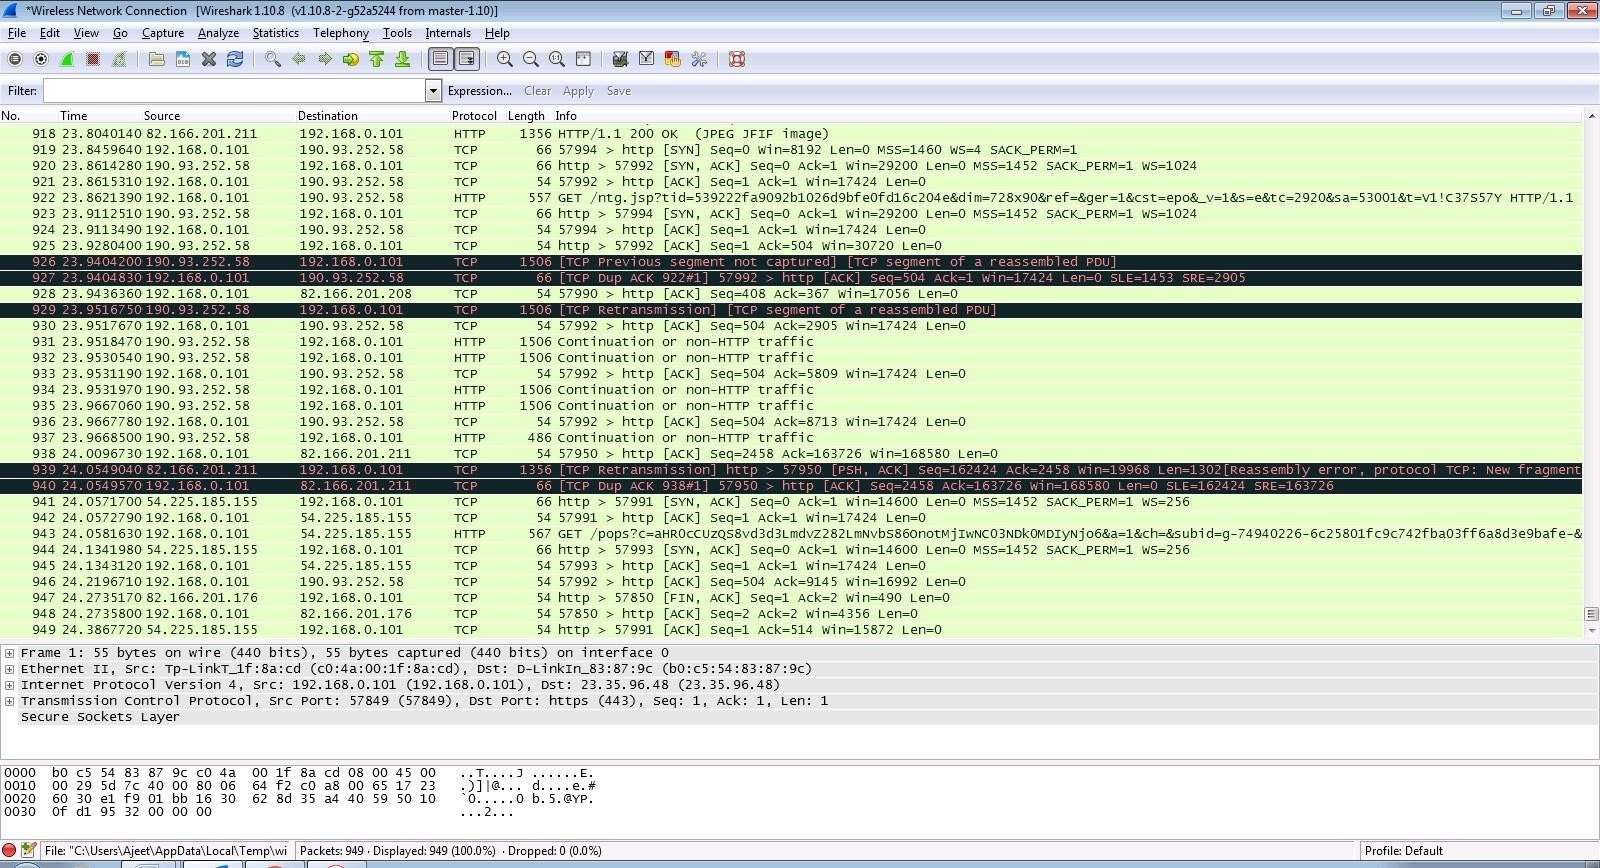 *Wireless Network Connection [Wireshark 1.10.8 (v1.10.8-2-g52a5244 from master-1.10)]
File Edit View Go Capture Analyze Statistics Telephony Tools Internals Help
Filter: Expression... Clear Apply Save
No. Time Source Destination Protocol Length Info
918 23.8040140 82.166.201.211 192.168.0.101 HTTP 1356 HTTP/1.1 200 OK (JPEG JFIF image)
919 23.8459640 192.168.0.101 190.93.252.58 TCP 66 57994 > http [SYN] Seq=0 Win=8192 Len=0 MSS=1460 WS=4 SACK_PERM=1
920 23.8614280 190.93.252.58 192.168.0.101 TCP 66 http > 57992 [SYN, ACK] Seq=0 Ack=1 Win=29200 Len=0 MSS=1452 SACK_PERM=1 WS=1024
921 23.8615310 192.168.0.101 190.93.252.58 TCP 54 57992 > http [ACK] Seq=1 Ack=1 Win=17424 Len=0
922 23.8621390 192.168.0.101 190.93.252.58 HTTP 557 GET /ntg.jsp?tid=539222fa9092b1026d9bfe0fd16c204e&dim=728x90&ref=&ger=1&cst=epo&_v=1&s=e&tc=2920&sa=53001&t=v1!C37S57Y HTTP/1.1
923 23.9112510 190.93.252.58 192.168.0.101 TCP 66 http > 57994 [SYN, ACK] Seq=0 Ack=1 Win=29200 Len=0 MSS=1452 SACK_PERM=1 WS=1024
924 23.9113490 192.168.0.101 190.93.252.58 TCP 54 57994 > http [ACK] Seq=1 Ack=1 Win=17424 Len=0
925 23.9280400 190.93.252.58 192.168.0.101 TCP 54 http > 57992 [ACK] Seq=1 Ack=504 Win=30720 Len=0
926 23.9404200 190.93.252.58 192.168.0.101 TCP 1506 [TCP Previous segment not captured] [TCP segment of a reassembled PDU]
927 23.9404830 192.168.0.101 190.93.252.58 TCP 66 [TCP Dup ACK 922#1] 57992 > http [ACK] Seq=504 Ack=1 Win=17424 Len=0 SLE=1453 SRE=2905
928 23.9436360 192.168.0.101 82.166.201.208 TCP 54 57990 > http [ACK] Seq=408 Ack=367 Win=17056 Len=0
929 23.9516750 190.93.252.58 192.168.0.101 TCP 1506 [TCP Retransmission] [TCP segment of a reassembled PDU]
930 23.9517670 192.168.0.101 190.93.252.58 TCP 54 57992 > http [ACK] Seq=504 Ack=2905 Win=17424 Len=0
931 23.9518470 190.93.252.58 192.168.0.101 HTTP 1506 Continuation or non-HTTP traffic
932 23.9530540 190.93.252.58 192.168.0.101 HTTP 1506 Continuation or non-HTTP traffic
933 23.9531190 192.168.0.101 190.93.252.58 TCP 54 57992 > http [ACK] Seq=504 Ack=5809 Win=17424 Len=0
934 23.9531970 190.93.252.58 192.168.0.101 HTTP 1506 Continuation or non-HTTP traffic
935 23.9667060 190.93.252.58 192.168.0.101 HTTP 1506 Continuation or non-HTTP traffic
936 23.9667780 192.168.0.101 190.93.252.58 TCP 54 57992 > http [ACK] Seq=504 Ack=8713 Win=17424 Len=0
937 23.9668500 190.93.252.58 192.168.0.101 HTTP 486 Continuation or non-HTTP traffic
938 24.0096730 192.168.0.101 82.166.201.211 TCP 54 57950 > http [ACK] Seq=2458 Ack=163726 Win=168580 Len=0
939 24.0549040 82.166.201.211 192.168.0.101 TCP 1356 [TCP Retransmission] http > 57950 [PSH, ACK] Seq=162424 Ack=2458 Win=19968 Len=1302[Reassembly error, protocol TCP: New fragment
940 24.0549570 192.168.0.101 82.166.201.211 TCP 66 [TCP Dup ACK 938#1] 57950 > http [ACK] Seq=2458 Ack=163726 Win=168580 Len=0 SLE=162424 SRE=163726
941 24.0571700 54.225.185.155 192.168.0.101 TCP 66 http > 57991 [SYN, ACK] Seq=0 Ack=1 Win=14600 Len=0 MSS=1452 SACK_PERM=1 WS=256
942 24.0572790 192.168.0.101 54.225.185.155 TCP 54 57991 > http [ACK] Seq=1 Ack=1 Win=17424 Len=0
943 24.0581630 192.168.0.101 54.225.185.155 HTTP 567 GET /pops?c=aHR0cCUzQS8vd3d3LmdvZ282LmNvbS86OnotMjIwNC03NDk0MDIyNjo6&a=1&ch=&subid=g-74940226-6c25801fc9c742fba03ff6a8d3e9bafe-&
944 24.1341980 54.225.185.155 192.168.0.101 TCP 66 http > 57993 [SYN, ACK] Seq=0 Ack=1 Win=14600 Len=0 MSS=1452 SACK_PERM=1 WS=256
945 24.1343120 192.168.0.101 54.225.185.155 TCP 54 57993 > http [ACK] Seq=1 Ack=1 Win=17424 Len=0
946 24.2196710 192.168.0.101 190.93.252.58 TCP 54 57992 > http [ACK] Seq=504 Ack=9145 Win=16992 Len=0
947 24.2735170 82.166.201.176 192.168.0.101 TCP 54 http > 57850 [FIN, ACK] Seq=1 Ack=2 Win=490 Len=0
948 24.2735800 192.168.0.101 82.166.201.176 TCP 54 57850 > http [ACK] Seq=2 Ack=2 Win=4356 Len=0
949 24.3867720 54.225.185.155 192.168.0.101 TCP 54 http > 57991 [ACK] Seq=1 Ack=514 Win=15872 Len=0
Frame 1: 55 bytes on wire (440 bits), 55 bytes captured (440 bits) on interface 0
Ethernet II, Src: Tp-LinkT_1f:8a:cd (c0:4a:00:1f:8a:cd), Dst: D-LinkIn_83:87:9c (b0:c5:54:83:87:9c)
Internet Protocol Version 4, Src: 192.168.0.101 (192.168.0.101), Dst: 23.35.96.48 (23.35.96.48)
Transmission Control Protocol, Src Port: 57849 (57849), Dst Port: https (443), Seq: 1, Ack: 1, Len: 1
Secure Sockets Layer
0000 b0 c5 54 83 87 9c c0 4a 00 1f 8a cd 08 00 45 00 ..T....J ......E.
0010 00 29 5d 7c 40 00 80 06 64 f2 c0 a8 00 65 17 23 .)]|@... d....e.#
0020 60 30 e1 f9 01 bb 16 30 62 8d 35 a4 40 59 50 10 `0.....0 b.5.@YP.
0030 0f d1 95 32 00 00 00 ...2...
File: "C:\Users\Ajeet\AppData\Local\Temp\wi Packets: 949 · Displayed: 949 (100.0%) · Dropped: 0 (0.0%) Profile: Default